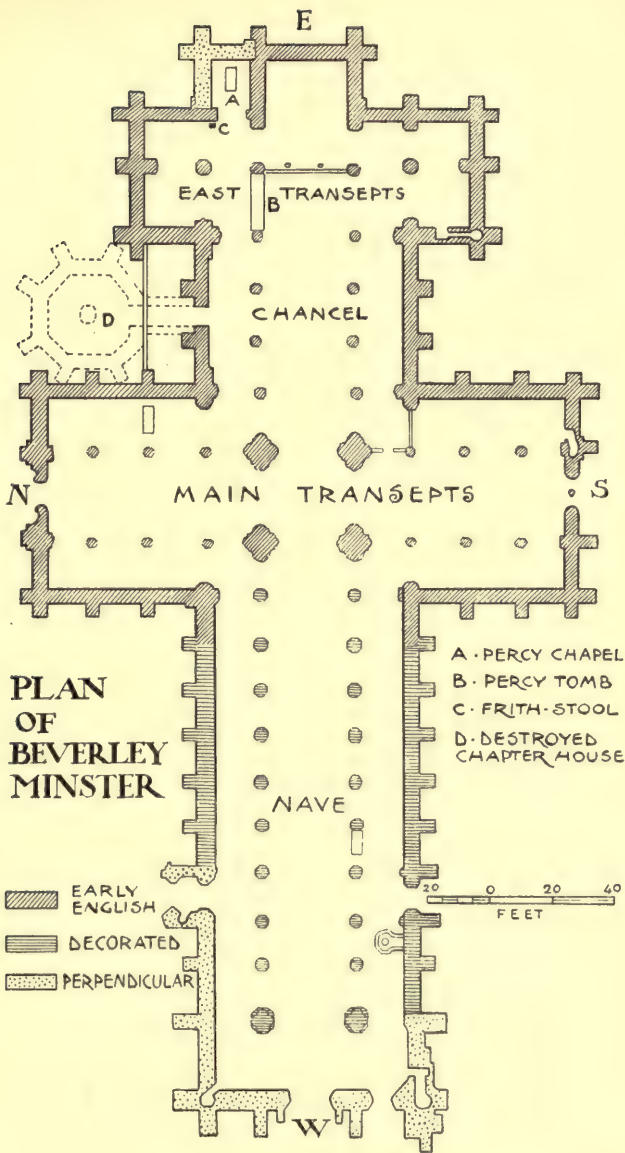 E
A
C
EAST TRANSEPTS
B
D
CHANCEL
N MAIN TRANSEPTS S
PLAN
OF
BEVERLEY
MINSTER
A · PERCY CHAPEL
B · PERCY TOMB
C · FRITH-STOOL
D · DESTROYED
CHAPTER HOUSE
NAVE
EARLY
ENGLISH
DECORATED
PERPENDICULAR
20 0 20 40
FEET
W